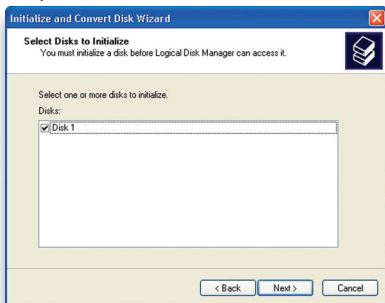 Initialize and Convert Disk Wizard
Select Disks to Initialize
You must initialize a disk before Logical Disk Manager can access it.
Select one or more disks to initialize.
Disks:
Disk 1
< Back Next > Cancel